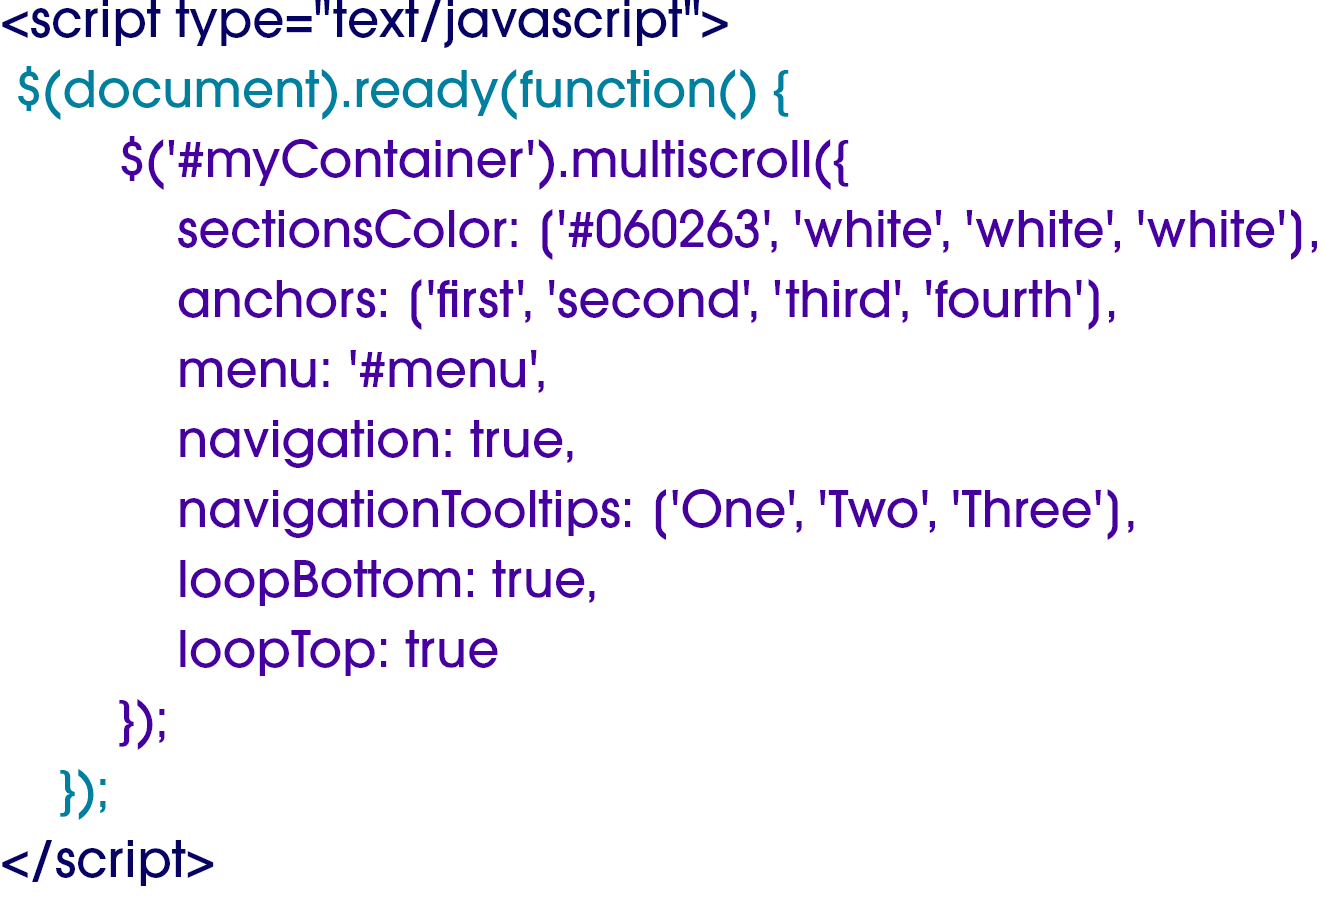 <script type="text/javascript">
$(document).ready(function() {
$('#myContainer').multiscroll({
sectionsColor: ('#060263', 'white', 'white', 'white'),
anchors: ('first', 'second', 'third', 'fourth'),
menu: '#menu',
navigation: true,
navigationTooltips: ('One', 'Two', 'Three'),
loopBottom: true,
loopTop: true
});
});
</script>